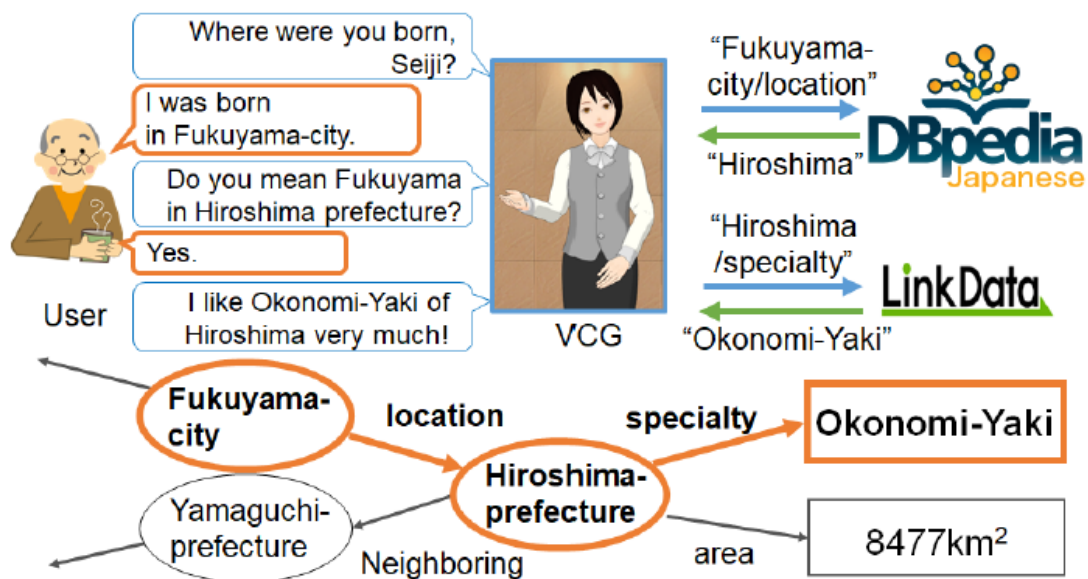 Where were you born,
Seiji?
I was born
in Fukuyama-city.
Do you mean Fukuyama
in Hiroshima prefecture?
Yes.
I like Okonomi-Yaki of
Hiroshima very much!
User
VCG
“Fukuyama-
city/location”
“Hiroshima”
DBpedia
Japanese
“Hiroshima
/specialty”
LinkData
“Okonomi-Yaki”
Fukuyama-
city
location
specialty
Okonomi-Yaki
Hiroshima-
prefecture
Yamaguchi-
prefecture
Neighboring
area
8477km²